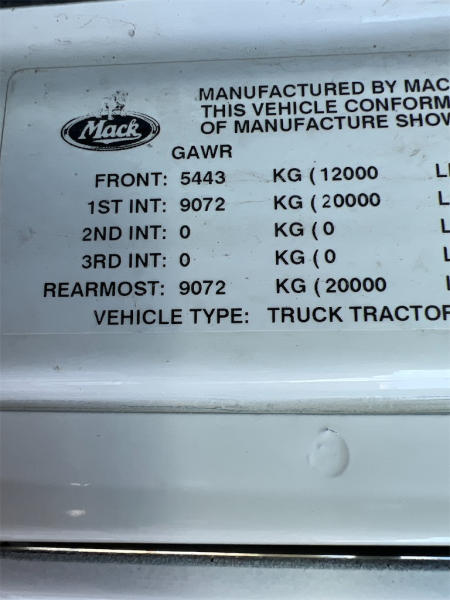 MANUFACTURED BY MAC
THIS VEHICLE CONFORM
OF MANUFACTURE SHOW
Mack
GAWR
FRONT: 5443 KG (12000 L
1ST INT: 9072 KG (20000 L
2ND INT: 0 KG (0 L
3RD INT: 0 KG (0 L
REARMOST: 9072 KG (20000 L
VEHICLE TYPE: TRUCK TRACTOR